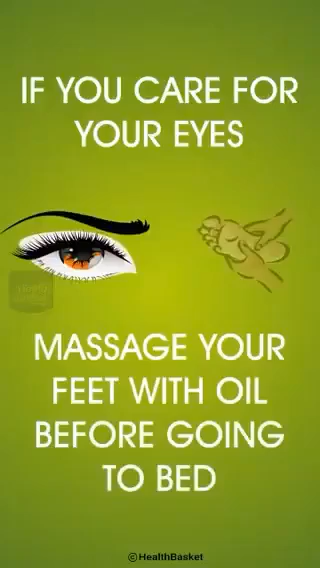 IF YOU CARE FOR
YOUR EYES
MASSAGE YOUR
FEET WITH OIL
BEFORE GOING
TO BED
©HealthBasket